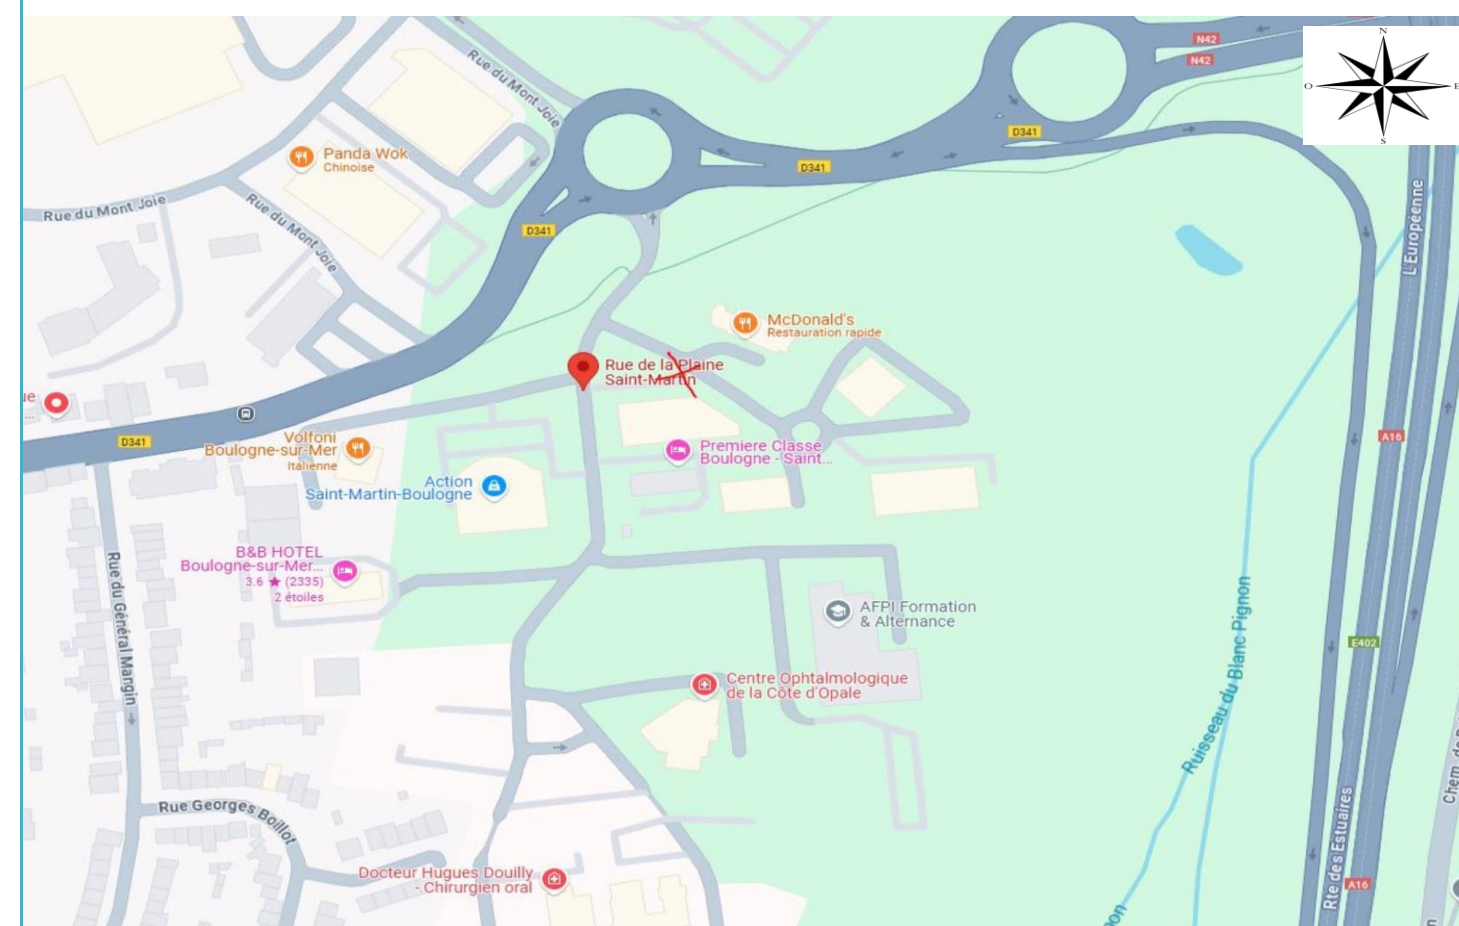 N42
N42
N
O
E
S
Rue du Mont Joie
D341
Panda Wok
Chinoise
D341
Rue du Mont Joie
Rue du Mont Joie
D341
L'Européenne
McDonald's
Restauration rapide
Rue de la Plaine
Saint-Martin
ue
...
D341
Volfoni
Boulogne-sur-Mer
Italienne
Premiere Classe
Boulogne - Saint...
A16
Action
Saint-Martin-Boulogne
B&B HOTEL
Boulogne-sur-Mer...
3.6 ★ (2335)
2 étoiles
Rue du Général Mangin
AFPI Formation
& Alternance
E402
Ruisseau du Blanc Pignon
Centre Ophtalmologique
de la Côte d'Opale
Chem. de
Rue Georges Boillot
Rte des Estuaires
Docteur Hugues Douilly
- Chirurgien oral
A16
non